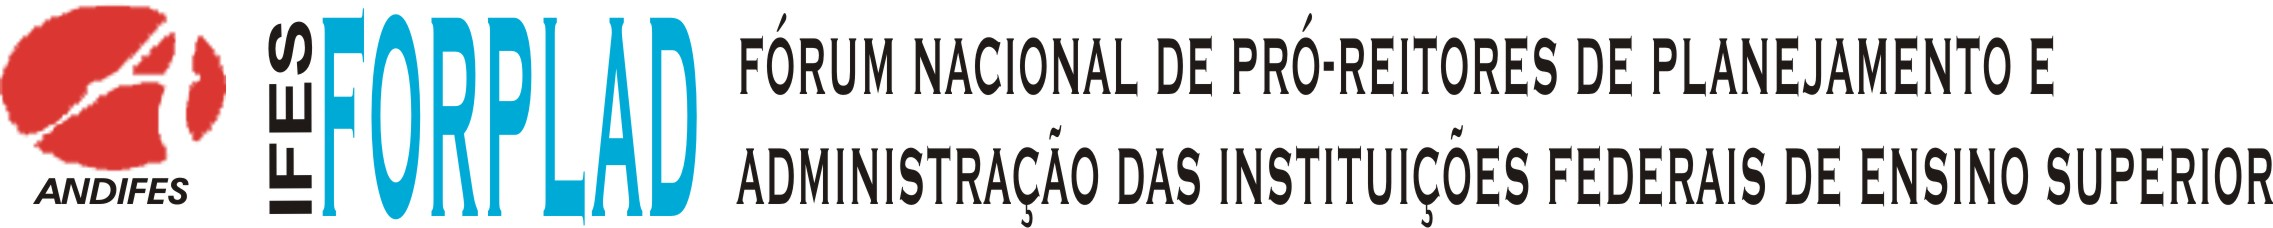 ANDIFES
IFES
FORPLAD
FÓRUM NACIONAL DE PRÓ-REITORES DE PLANEJAMENTO E
ADMINISTRAÇÃO DAS INSTITUIÇÕES FEDERAIS DE ENSINO SUPERIOR